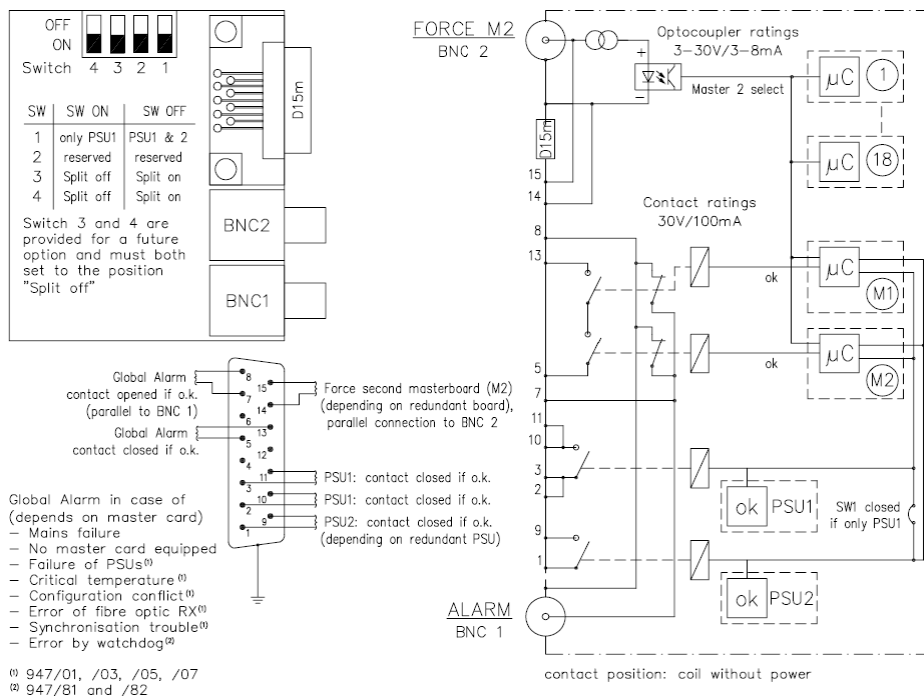 OFF
ON
Switch 4 3 2 1
SW SW ON SW OFF
1 only PSU1 PSU1 & 2
2 reserved reserved
3 Split off Split on
4 Split off Split on
Switch 3 and 4 are
provided for a future
option and must both
set to the position
"Split off"
D15m
BNC2
BNC1
Global Alarm
contact opened if o.k.
(parallel to BNC 1)
Global Alarm
contact closed if o.k.
8
15
7
14
6
13
5
12
4
11
3
10
2
9
1
Force second masterboard (M2)
(depending on redundant board),
parallel connection to BNC 2
PSU1: contact closed if o.k.
PSU1: contact closed if o.k.
PSU2: contact closed if o.k.
(depending on redundant PSU)
Global Alarm in case of
(depends on master card)
– Mains failure
– No master card equipped
– Failure of PSUs⁽¹⁾
– Critical temperature⁽¹⁾
– Configuration conflict⁽¹⁾
– Error of fibre optic RX⁽¹⁾
– Synchronisation trouble⁽¹⁾
– Error by watchdog⁽²⁾
⁽¹⁾ 947/01, /03, /05, /07
⁽²⁾ 947/81 and /82
FORCE M2
BNC 2
Optocoupler ratings
3–30V/3–8mA
+
–
Master 2 select
µC 1
µC 18
D15m
15
14
Contact ratings
30V/100mA
8
13
ok
µC
M1
ok
µC
M2
5
7
11
10
3
2
ok PSU1
SW1 closed
if only PSU1
9
1
ok PSU2
ALARM
BNC 1
contact position: coil without power